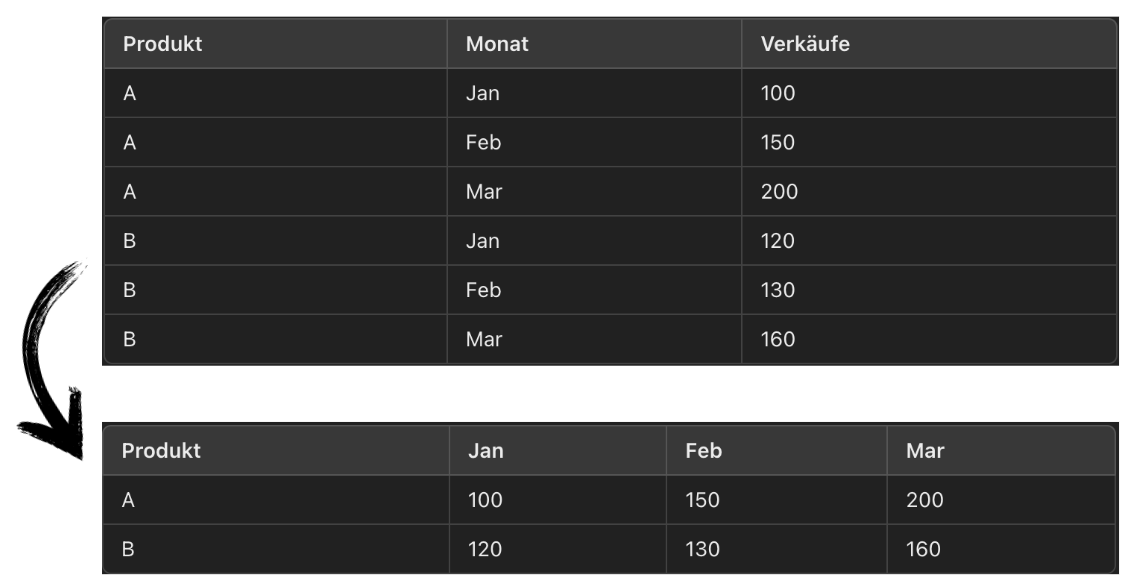 Produkt Monat Verkäufe
A Jan 100
A Feb 150
A Mar 200
B Jan 120
B Feb 130
B Mar 160
Produkt Jan Feb Mar
A 100 150 200
B 120 130 160